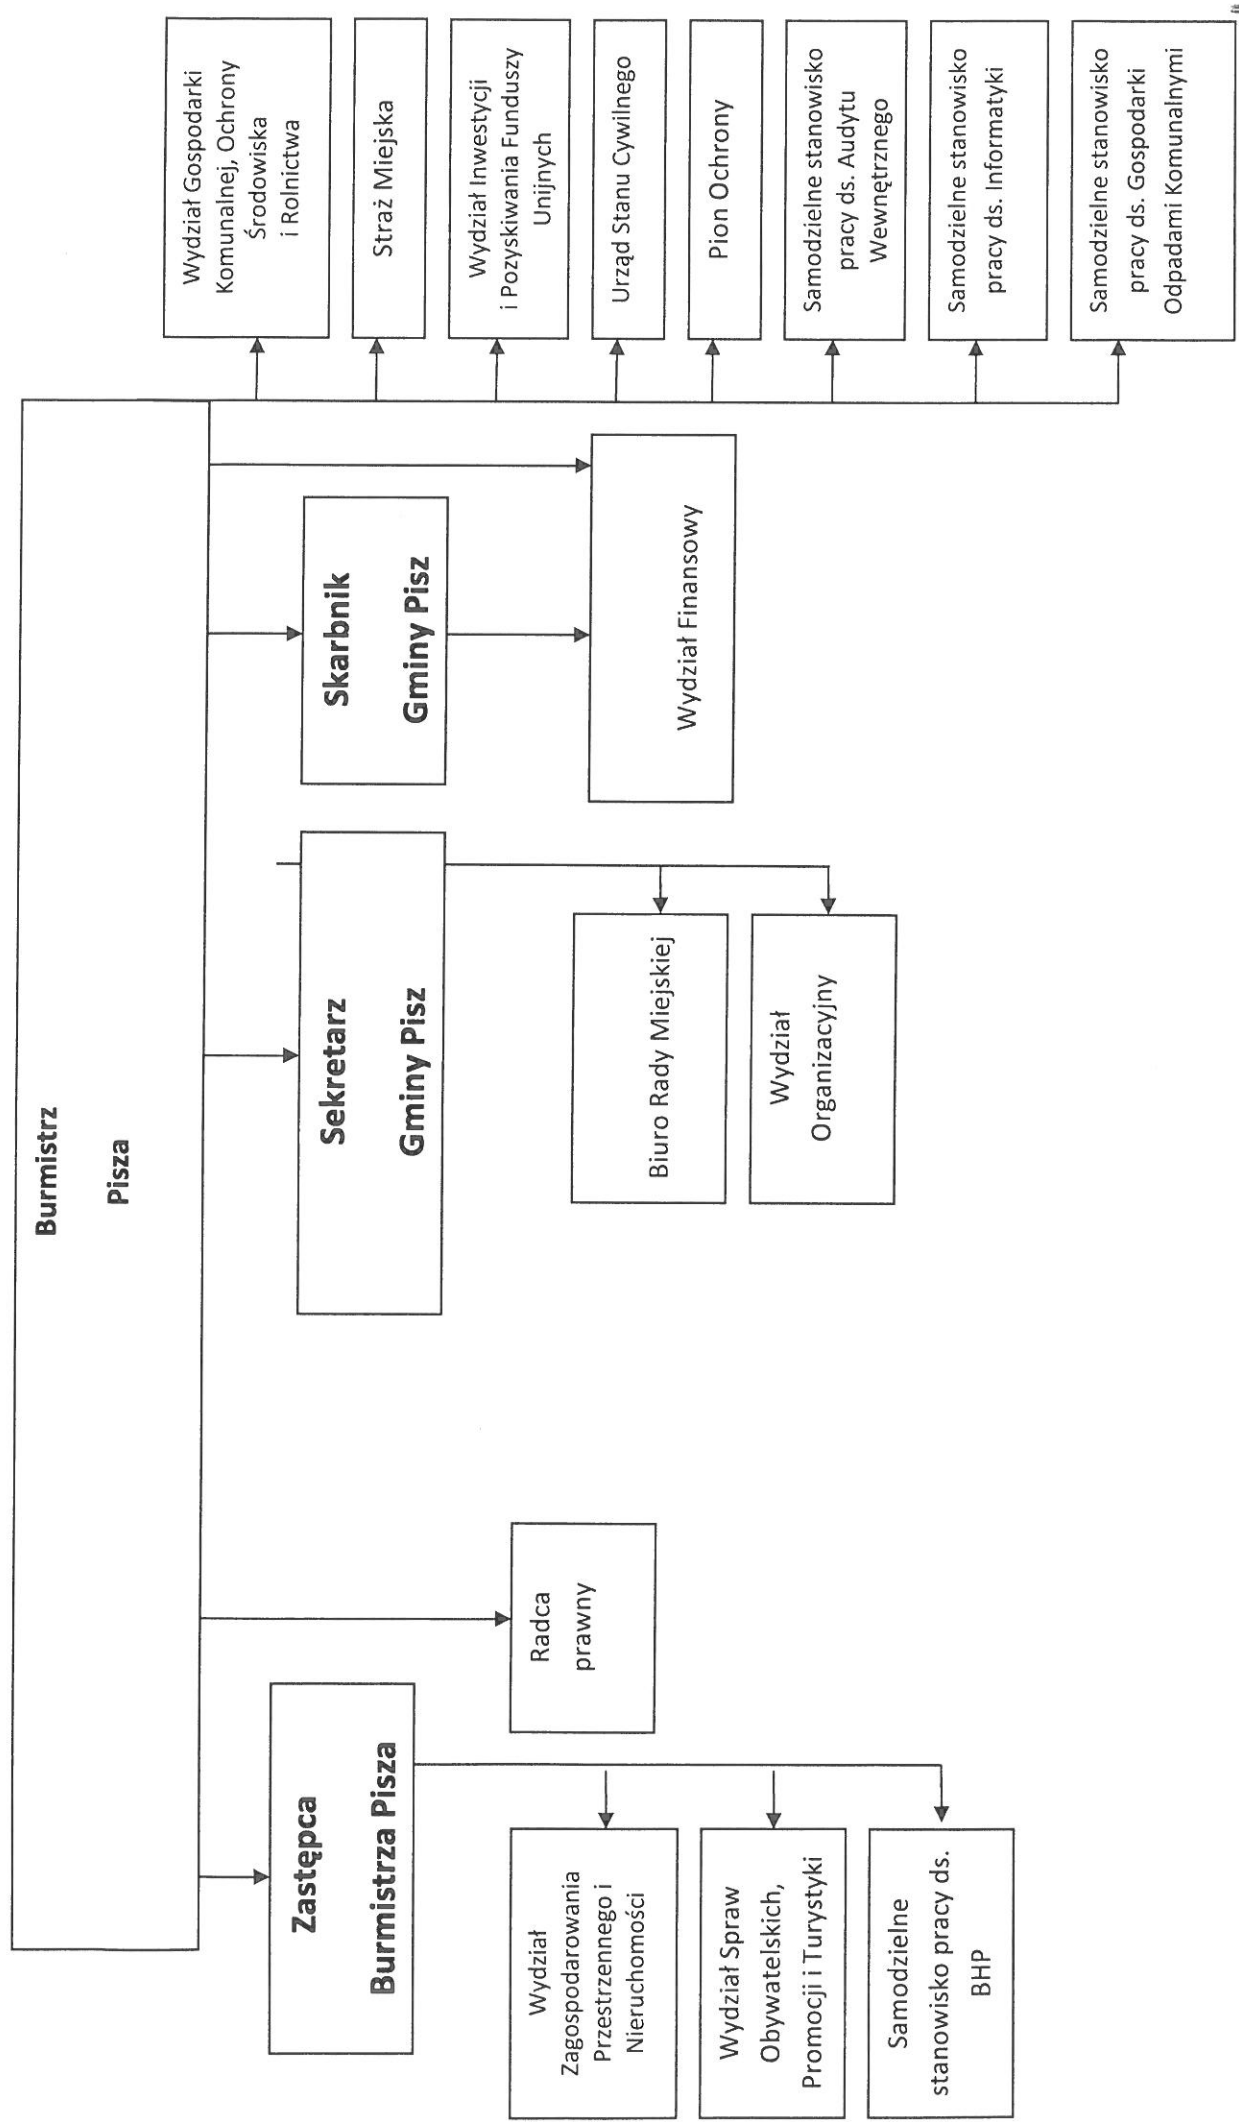 Burmistrz
Pisza
Zastępca
Burmistrza Pisza
Wydział
Zagospodarowania
Przestrzennego i
Nieruchomości
Wydział Spraw
Obywatelskich,
Promocji i Turystyki
Samodzielne
stanowisko pracy ds.
BHP
Radca
prawny
Sekretarz
Gminy Pisz
Biuro Rady Miejskiej
Wydział
Organizacyjny
Skarbnik
Gminy Pisz
Wydział Finansowy
Wydział Gospodarki
Komunalnej, Ochrony
Środowiska
i Rolnictwa
Straż Miejska
Wydział Inwestycji
i Pozyskiwania Funduszy
Unijnych
Urząd Stanu Cywilnego
Pion Ochrony
Samodzielne stanowisko
pracy ds. Audytu
Wewnętrznego
Samodzielne stanowisko
pracy ds. Informatyki
Samodzielne stanowisko
pracy ds. Gospodarki
Odpadami Komunalnymi